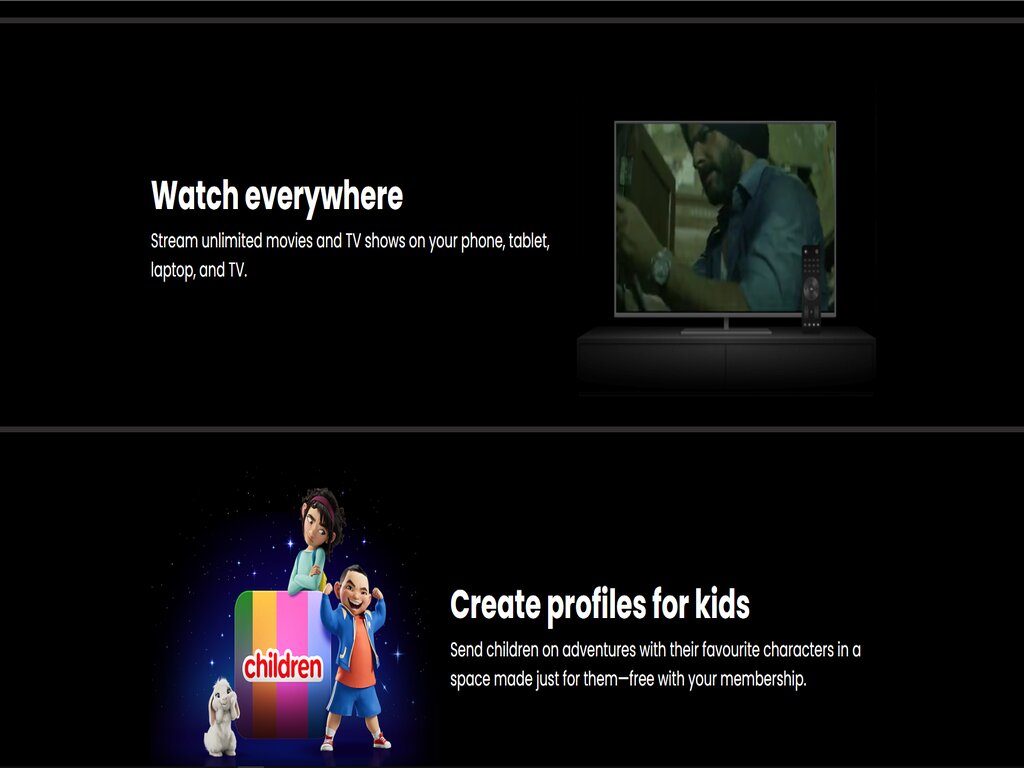 Watch everywhere
Stream unlimited movies and TV shows on your phone, tablet,
laptop, and TV.
children
Create profiles for kids
Send children on adventures with their favourite characters in a
space made just for them—free with your membership.